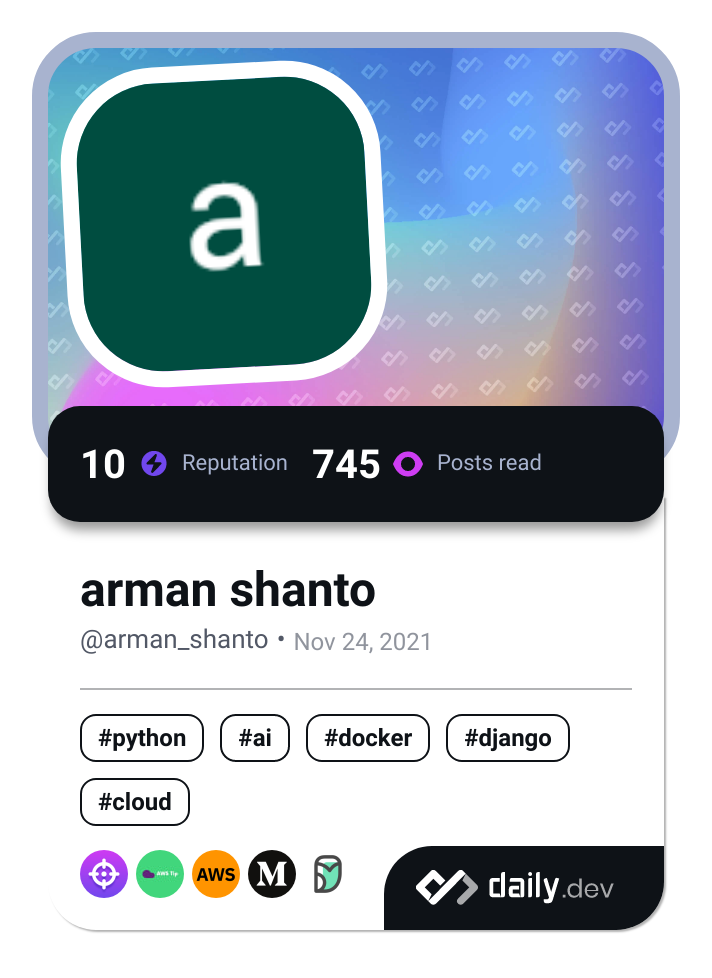 a
10 Reputation 745 Posts read
arman shanto
@arman_shanto • Nov 24, 2021
#python #ai #docker #django
#cloud
AWS Tip AWS M
daily.dev